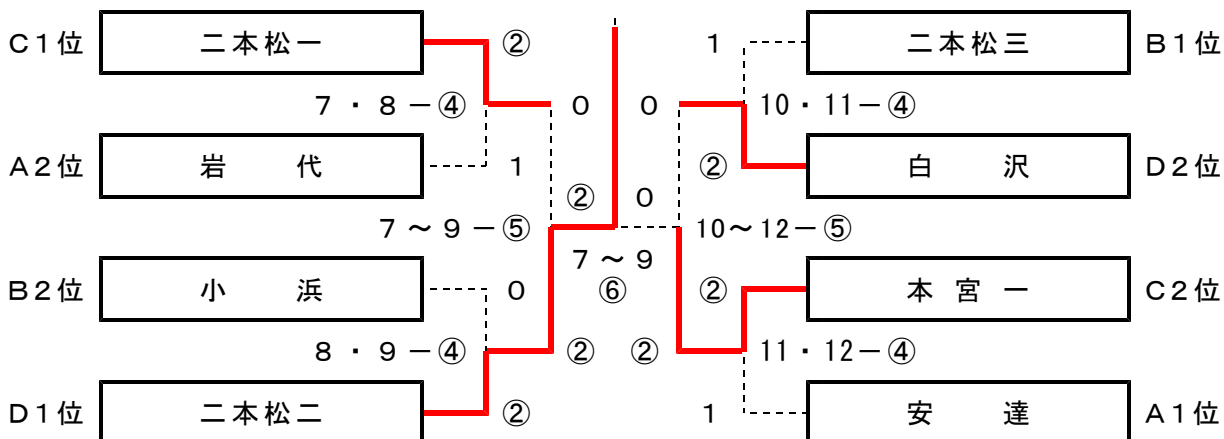 C1位 二本松一 ② 1 二本松三 B1位
7・8－④ 0 0 10・11－④
A2位 岩 代 1 ② 白 沢 D2位
② 0
7～9－⑤ 10～12－⑤
7～9
B2位 小 浜 0 ⑥ ② 本宮一 C2位
8・9－④ ② ② 11・12－④
D1位 二本松二 ② 1 安 達 A1位